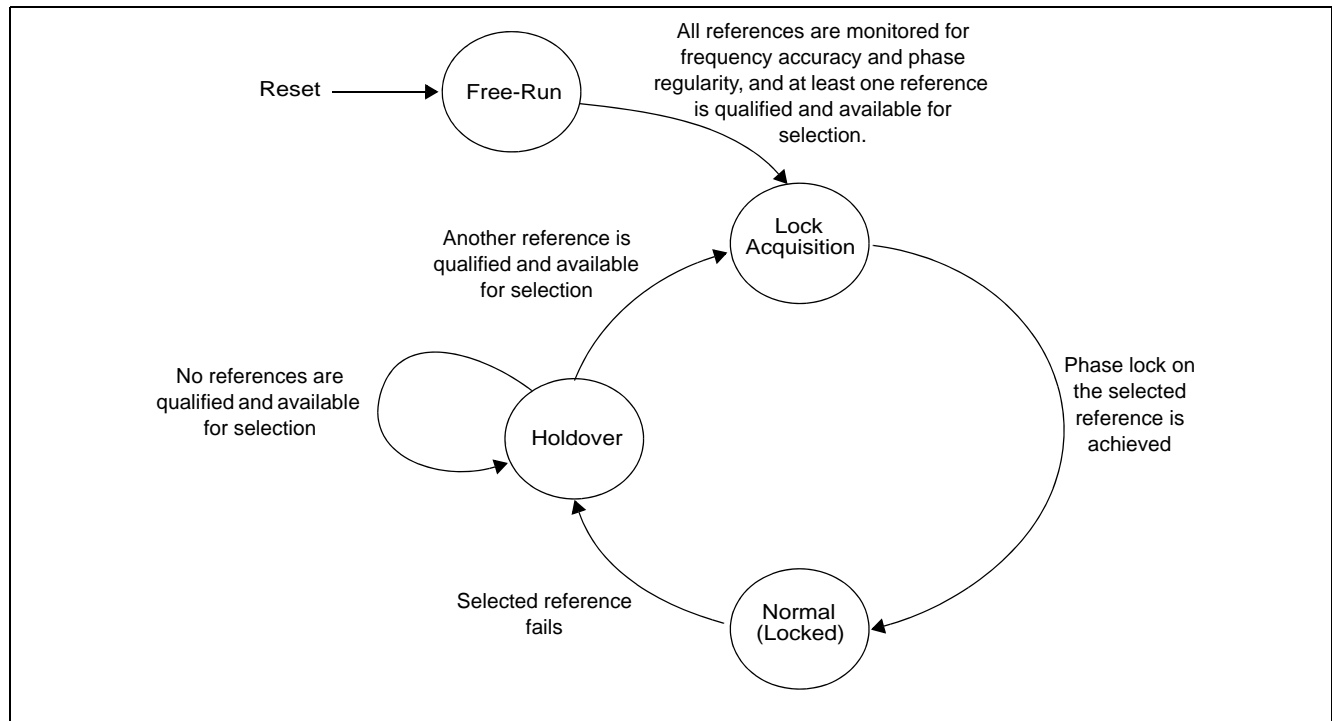 All references are monitored for
frequency accuracy and phase
regularity, and at least one reference
is qualified and available for
selection.
Reset
Free-Run
Lock
Acquisition
Another reference is
qualified and available
for selection
No references are
qualified and available
for selection
Holdover
Phase lock on
the selected
reference is
achieved
Selected reference
fails
Normal
(Locked)